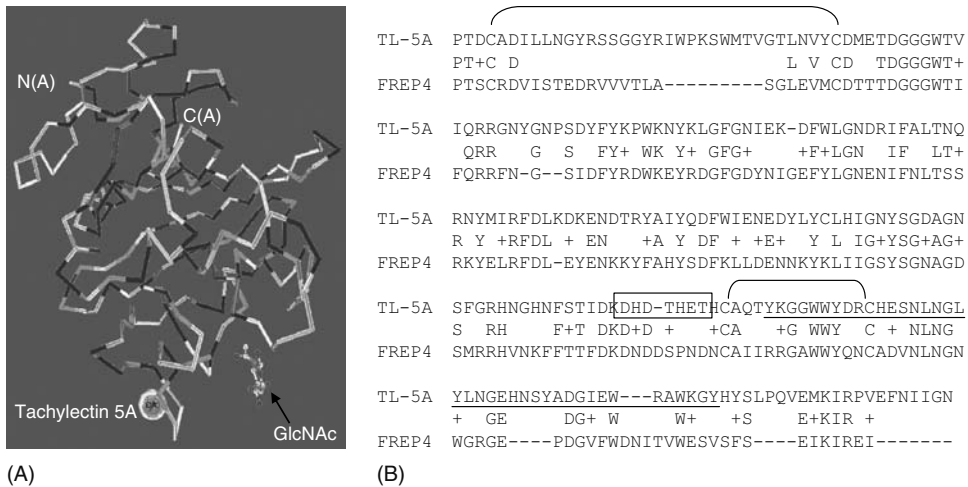 N(A)
C(A)
Tachylectin 5A
GlcNAc
(A)
TL-5A PTDCADILLNGYRSSGGYRIWPKSWMTVGTLNVYCDMETDGGGWTV
PT+C D L V CD TDGGGWT+
FREP4 PTSCRDVISTEDRVVVTLA---------SGLEVMCDTTTDGGGWTI
TL-5A IQRRGNYGNPSDYFYKPWKNYKLGFGNIEK-DFWLGNDRIFALTNQ
QRR G S FY+ WK Y+ GFG+ +F+LGN IF LT+
FREP4 FQRRFN-G--SIDFYRDWKEYRDGFGDYNIGEFYLGNENIFNLTSS
TL-5A RNYMIRFDLKDKENDTRYAIYQDFWIENEDYLYCLHIGNYSGDAGN
R Y +RFDL + EN +A Y DF + +E+ Y L IG+YSG+AG+
FREP4 RKYELRFDL-EYENKKYFAHYSDFKLLDENNKYKLIIGSYSGNAGD
TL-5A SFGRHNGHNFSTIDKDHD-THETHCAQTYKGGWWYDRCHESNLNGL
S RH F+T DKD+D + +CA +G WWY C + NLNG
FREP4 SMRRHVNKFFTTFDKDNDDSPNDNCAIIRRGAWWYQNCADVNLNGN
TL-5A YLNGEHNSYADGIEW---RAWKGYHYSLPQVEMKIRPVEFNIIGN
+ GE DG+ W W+ +S E+KIR +
FREP4 WGRGE----PDGVFWDNITVWESVSFS----EIKIREI-------
(B)